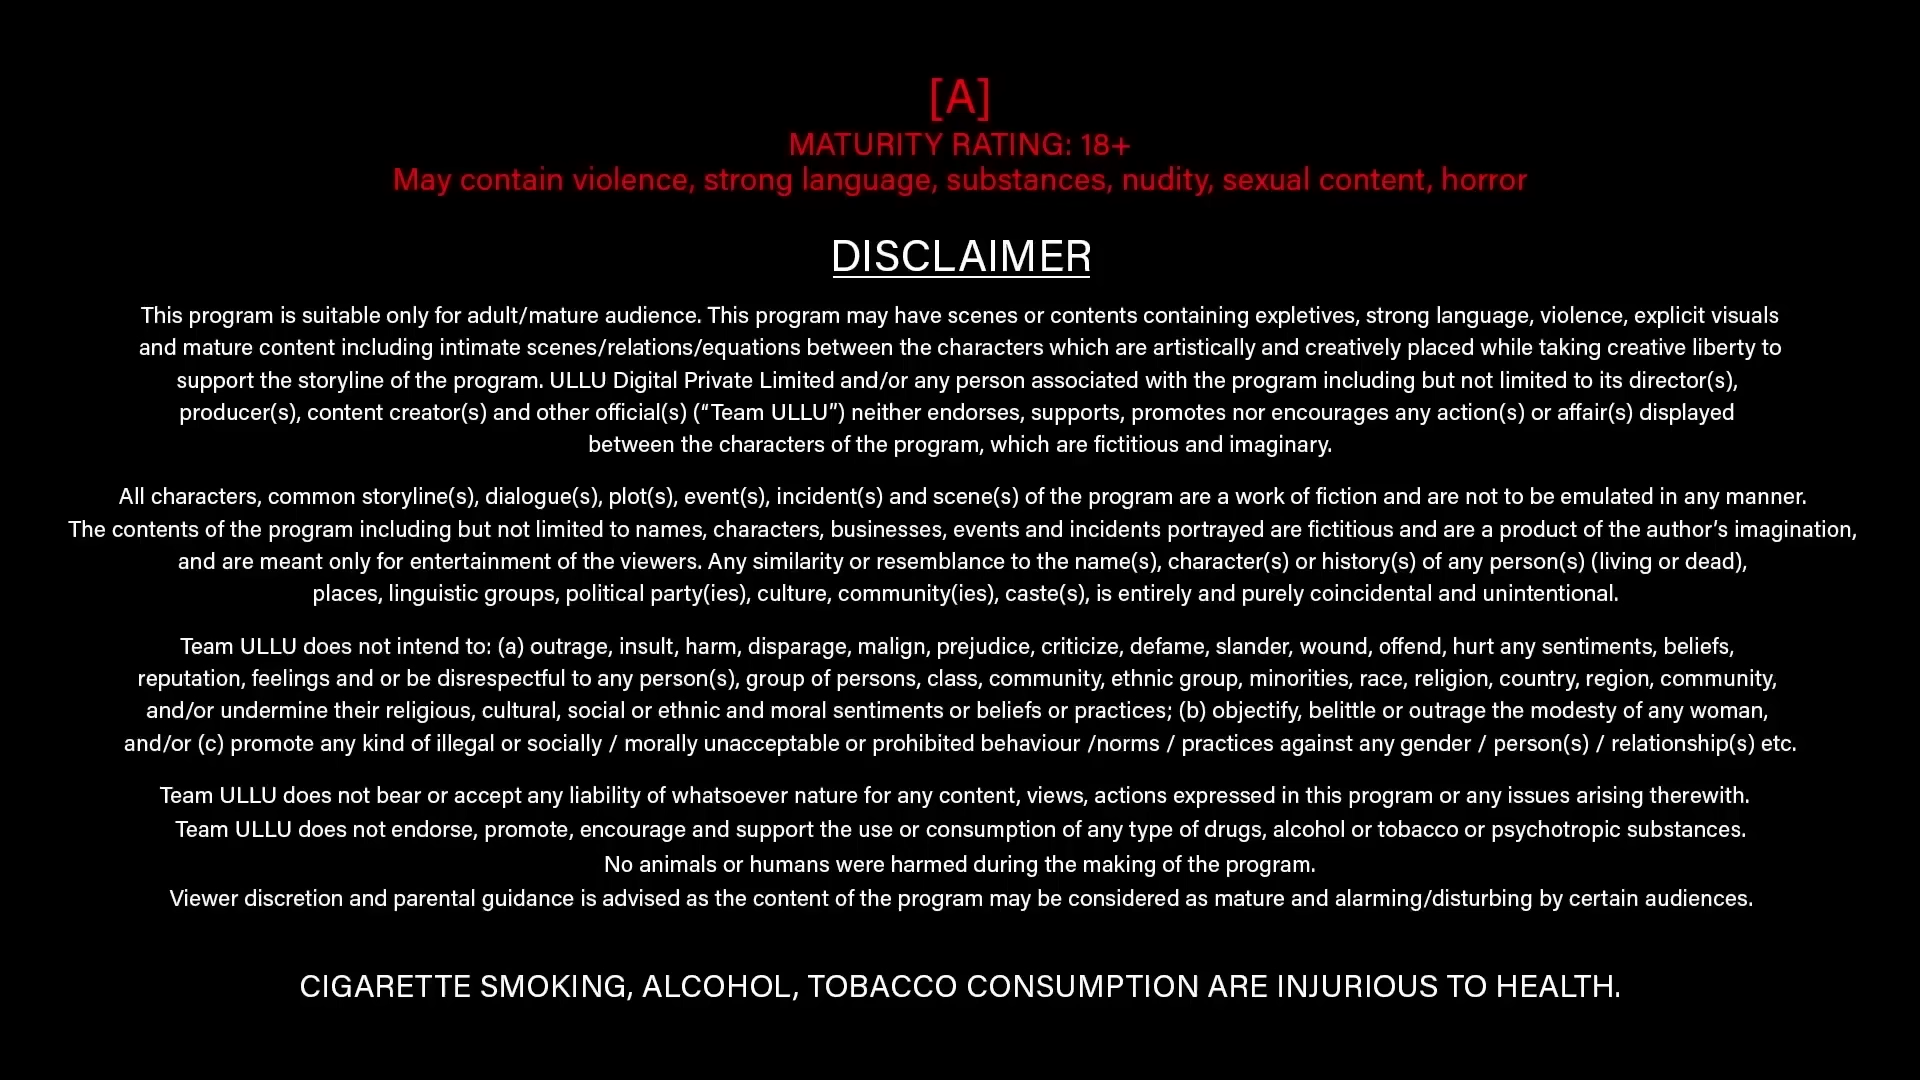 [A]
MATURITY RATING: 18+
May contain violence, strong language, substances, nudity, sexual content, horror
DISCLAIMER
This program is suitable only for adult/mature audience. This program may have scenes or contents containing expletives, strong language, violence, explicit visuals
and mature content including intimate scenes/relations/equations between the characters which are artistically and creatively placed while taking creative liberty to
support the storyline of the program. ULLU Digital Private Limited and/or any person associated with the program including but not limited to its director(s),
producer(s), content creator(s) and other official(s) (“Team ULLU”) neither endorses, supports, promotes nor encourages any action(s) or affair(s) displayed
between the characters of the program, which are fictitious and imaginary.
All characters, common storyline(s), dialogue(s), plot(s), event(s), incident(s) and scene(s) of the program are a work of fiction and are not to be emulated in any manner.
The contents of the program including but not limited to names, characters, businesses, events and incidents portrayed are fictitious and are a product of the author’s imagination,
and are meant only for entertainment of the viewers. Any similarity or resemblance to the name(s), character(s) or history(s) of any person(s) (living or dead),
places, linguistic groups, political party(ies), culture, community(ies), caste(s), is entirely and purely coincidental and unintentional.
Team ULLU does not intend to: (a) outrage, insult, harm, disparage, malign, prejudice, criticize, defame, slander, wound, offend, hurt any sentiments, beliefs,
reputation, feelings and or be disrespectful to any person(s), group of persons, class, community, ethnic group, minorities, race, religion, country, region, community,
and/or undermine their religious, cultural, social or ethnic and moral sentiments or beliefs or practices; (b) objectify, belittle or outrage the modesty of any woman,
and/or (c) promote any kind of illegal or socially / morally unacceptable or prohibited behaviour /norms / practices against any gender / person(s) / relationship(s) etc.
Team ULLU does not bear or accept any liability of whatsoever nature for any content, views, actions expressed in this program or any issues arising therewith.
Team ULLU does not endorse, promote, encourage and support the use or consumption of any type of drugs, alcohol or tobacco or psychotropic substances.
No animals or humans were harmed during the making of the program.
Viewer discretion and parental guidance is advised as the content of the program may be considered as mature and alarming/disturbing by certain audiences.
CIGARETTE SMOKING, ALCOHOL, TOBACCO CONSUMPTION ARE INJURIOUS TO HEALTH.